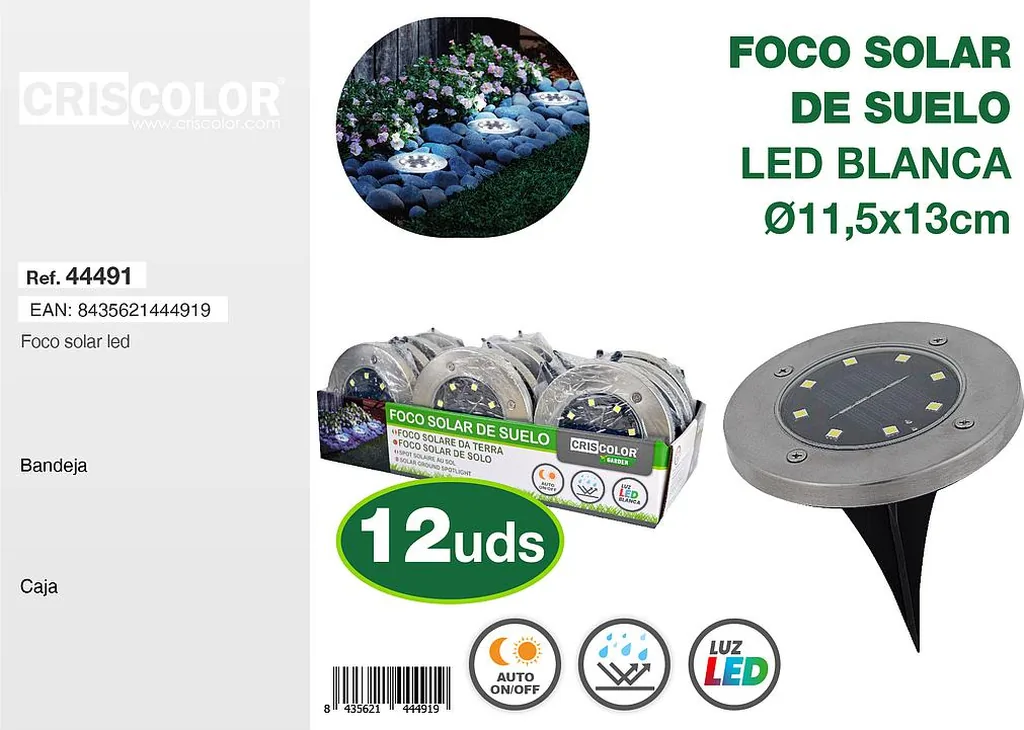 CRISCOLOR®
www.criscolor.com
Ref. 44491
EAN: 8435621444919
Foco solar led
Bandeja
Caja
FOCO SOLAR
DE SUELO
LED BLANCA
Ø11,5x13cm
FOCO SOLAR DE SUELO
FOCO SOLARE DA TERRA
FOCO SOLAR DE SOLO
SPOT SOLAIRE AU SOL
SOLAR GROUND SPOTLIGHT
CRISCOLOR
GARDEN
AUTO
ON/OFF
LUZ
LED
BLANCA
12uds
AUTO
ON/OFF
LUZ
LED
8 435621 444919